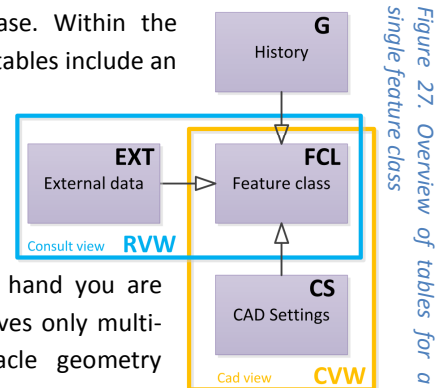 ase. Within the
tables include an
G
History
EXT
External data
FCL
Feature class
Consult view RVW
CS
CAD Settings
Cad view CVW
hand you are
ves only multi-
acle geometry
Figure 27. Overview of tables for a
single feature class